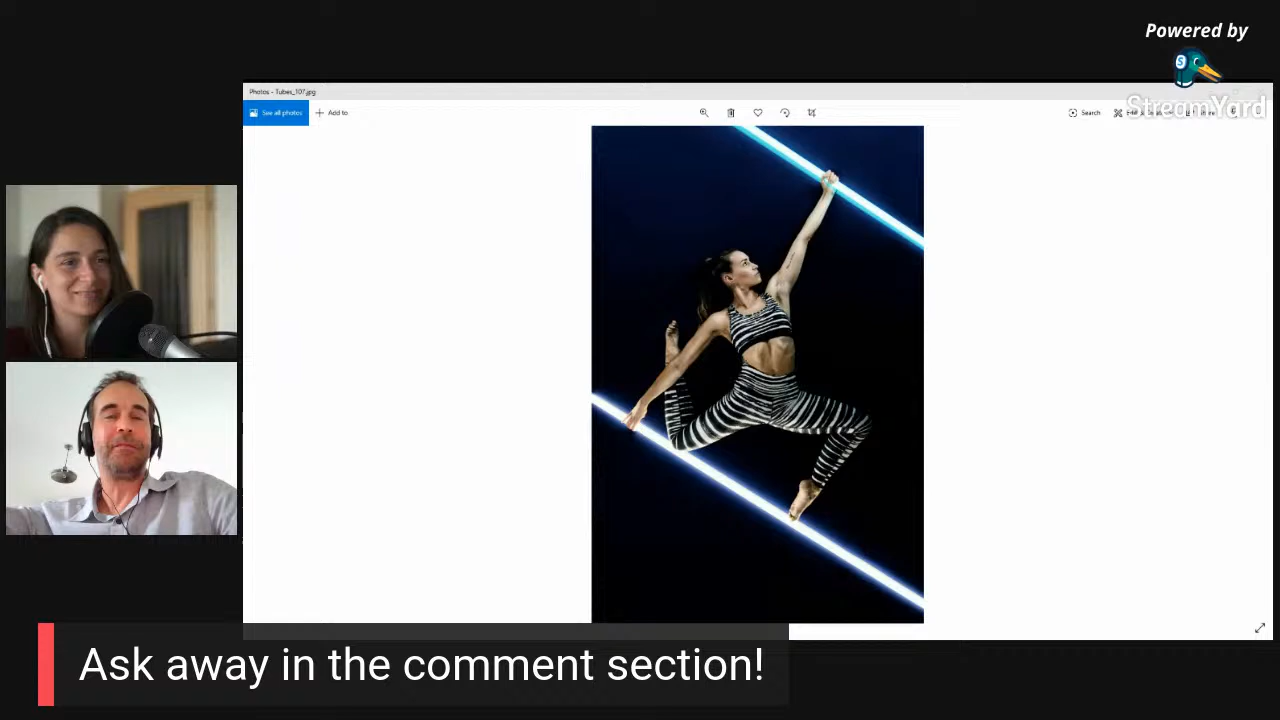 Powered by
StreamYard
Photos - Tubes_107.jpg
See all photos
Add to
Search
Ask away in the comment section!